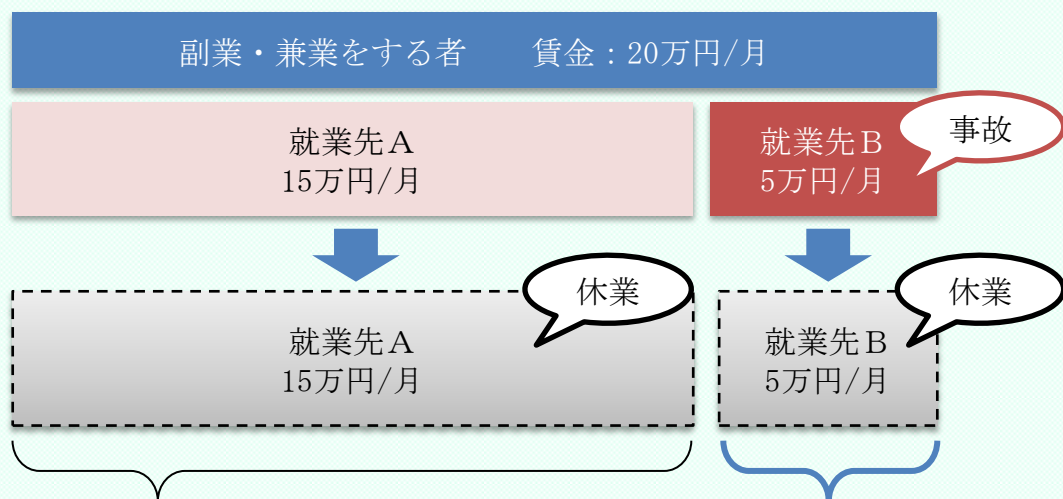 副業・兼業をする者　　賃金：20万円/月
就業先Ａ
15万円/月
就業先Ｂ
5万円/月
事故
休業
休業
就業先Ａ
15万円/月
就業先Ｂ
5万円/月